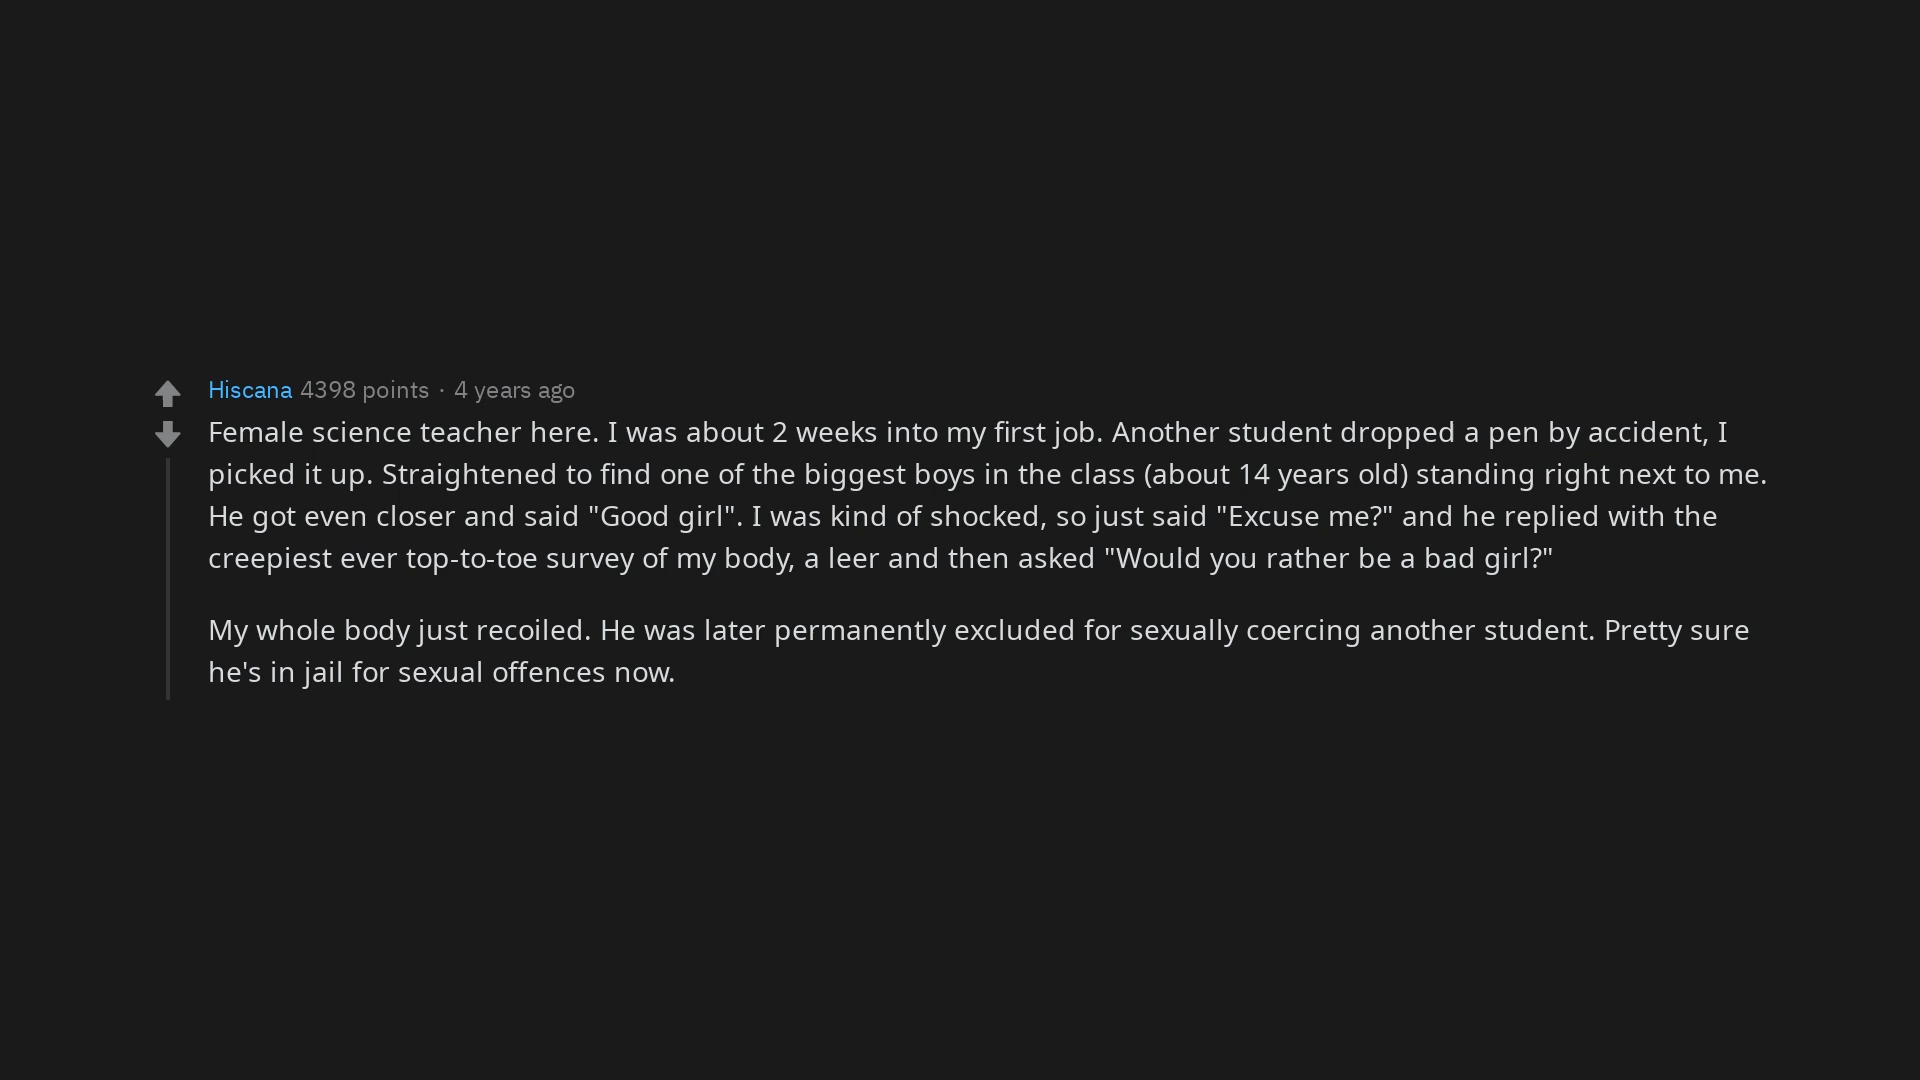 Hiscana 4398 points · 4 years ago
Female science teacher here. I was about 2 weeks into my first job. Another student dropped a pen by accident, I
picked it up. Straightened to find one of the biggest boys in the class (about 14 years old) standing right next to me.
He got even closer and said "Good girl". I was kind of shocked, so just said "Excuse me?" and he replied with the
creepiest ever top-to-toe survey of my body, a leer and then asked "Would you rather be a bad girl?"
My whole body just recoiled. He was later permanently excluded for sexually coercing another student. Pretty sure
he's in jail for sexual offences now.